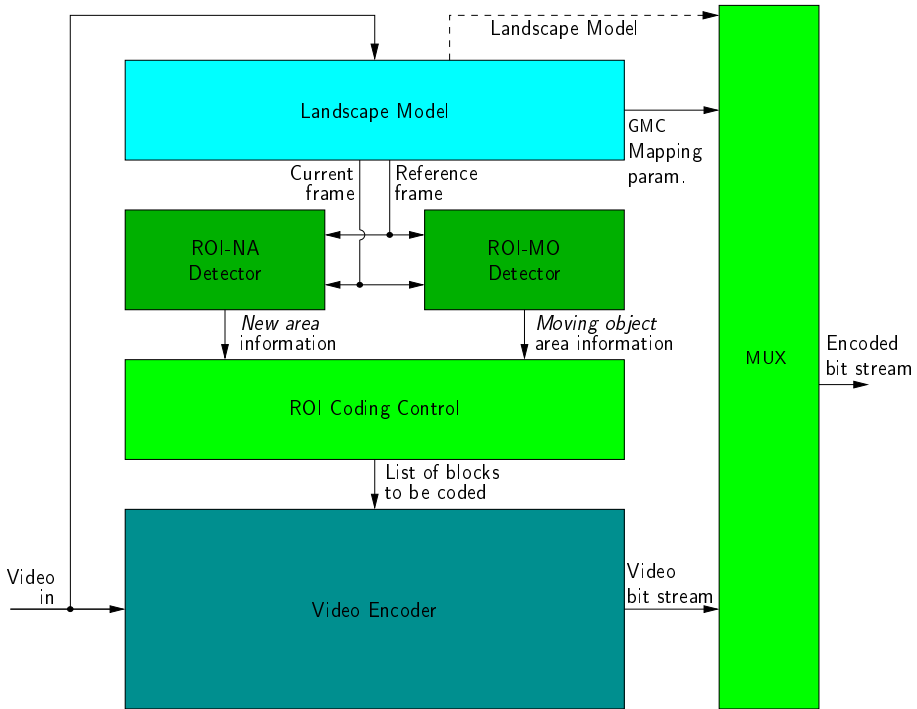 Landscape Model
Landscape Model
GMC
Mapping
param.
Current
frame
Reference
frame
ROI-NA
Detector
ROI-MO
Detector
New area
information
Moving object
area information
MUX
Encoded
bit stream
ROI Coding Control
List of blocks
to be coded
Video
in
Video Encoder
Video
bit stream